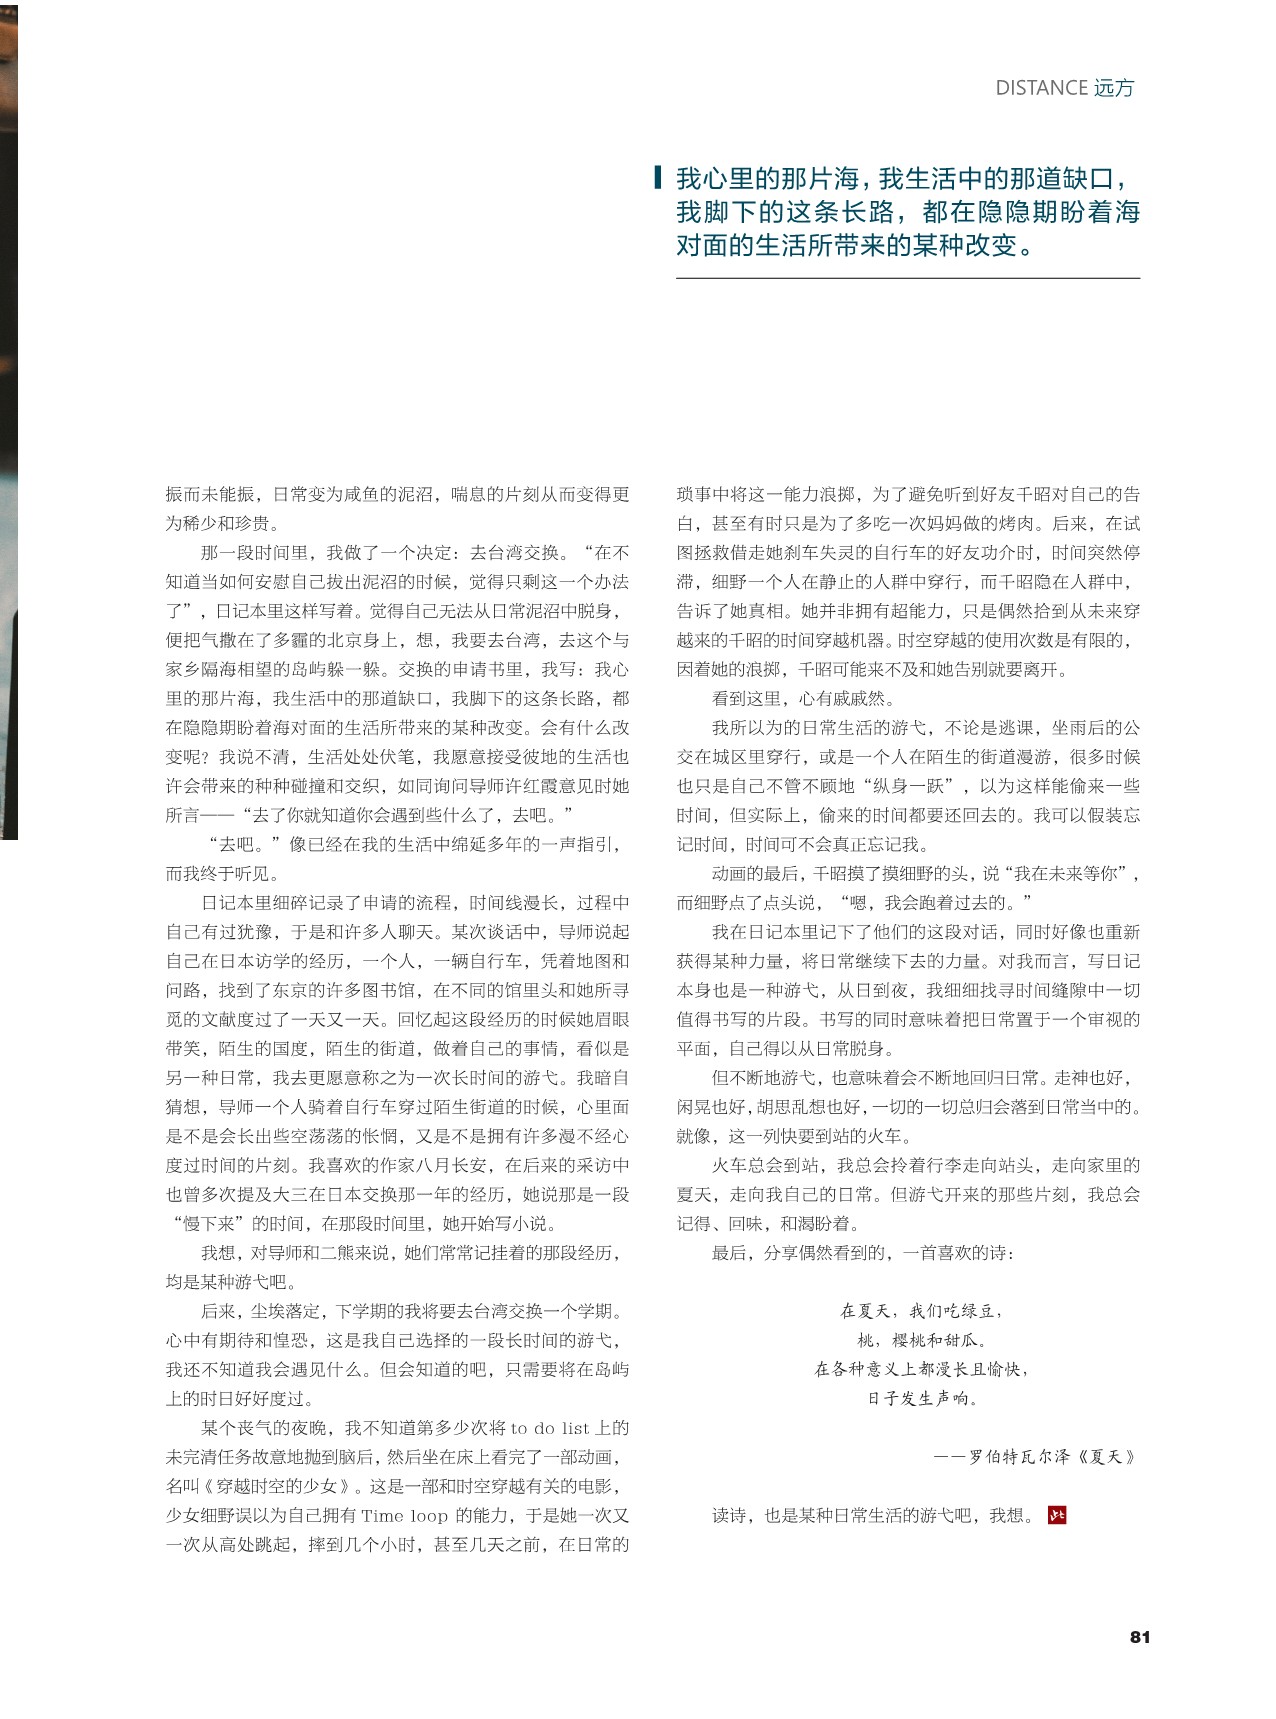 DISTANCE 远方
我心里的那片海，我生活中的那道缺口，
我脚下的这条长路，都在隐隐期盼着海
对面的生活所带来的某种改变。
振而未能振，日常变为咸鱼的泥沼，喘息的片刻从而变得更
为稀少和珍贵。
那一段时间里，我做了一个决定：去台湾交换。“在不
知道当如何安慰自己拔出泥沼的时候，觉得只剩这一个办法
了”，日记本里这样写着。觉得自己无法从日常泥沼中脱身，
便把气撒在了多霾的北京身上，想，我要去台湾，去这个与
家乡隔海相望的岛屿躲一躲。交换的申请书里，我写：我心
里的那片海，我生活中的那道缺口，我脚下的这条长路，都
在隐隐期盼着海对面的生活所带来的某种改变。会有什么改
变呢？我说不清，生活处处伏笔，我愿意接受彼地的生活也
许会带来的种种碰撞和交织，如同询问导师许红霞意见时她
所言——“去了你就知道你会遇到些什么了，去吧。”
“去吧。”像已经在我的生活中绵延多年的一声指引，
而我终于听见。
日记本里细碎记录了申请的流程，时间线漫长，过程中
自己有过犹豫，于是和许多人聊天。某次谈话中，导师说起
自己在日本访学的经历，一个人，一辆自行车，凭着地图和
问路，找到了东京的许多图书馆，在不同的馆里头和她所寻
觅的文献度过了一天又一天。回忆起这段经历的时候她眉眼
带笑，陌生的国度，陌生的街道，做着自己的事情，看似是
另一种日常，我去更愿意称之为一次长时间的游弋。我暗自
猜想，导师一个人骑着自行车穿过陌生街道的时候，心里面
是不是会长出些空荡荡的怅惘，又是不是拥有许多漫不经心
度过时间的片刻。我喜欢的作家八月长安，在后来的采访中
也曾多次提及大三在日本交换那一年的经历，她说那是一段
“慢下来”的时间，在那段时间里，她开始写小说。
我想，对导师和二熊来说，她们常常记挂着的那段经历，
均是某种游弋吧。
后来，尘埃落定，下学期的我将要去台湾交换一个学期。
心中有期待和惶恐，这是我自己选择的一段长时间的游弋，
我还不知道我会遇见什么。但会知道的吧，只需要将在岛屿
上的时日好好度过。
某个丧气的夜晚，我不知道第多少次将 to do list 上的
未完清任务故意地抛到脑后，然后坐在床上看完了一部动画，
名叫《穿越时空的少女》。这是一部和时空穿越有关的电影，
少女细野误以为自己拥有 Time loop 的能力，于是她一次又
一次从高处跳起，摔到几个小时，甚至几天之前，在日常的
琐事中将这一能力浪掷，为了避免听到好友千昭对自己的告
白，甚至有时只是为了多吃一次妈妈做的烤肉。后来，在试
图拯救借走她刹车失灵的自行车的好友功介时，时间突然停
滞，细野一个人在静止的人群中穿行，而千昭隐在人群中，
告诉了她真相。她并非拥有超能力，只是偶然拾到从未来穿
越来的千昭的时间穿越机器。时空穿越的使用次数是有限的，
因着她的浪掷，千昭可能来不及和她告别就要离开。
看到这里，心有戚戚然。
我所以为的日常生活的游弋，不论是逃课，坐雨后的公
交在城区里穿行，或是一个人在陌生的街道漫游，很多时候
也只是自己不管不顾地“纵身一跃”，以为这样能偷来一些
时间，但实际上，偷来的时间都要还回去的。我可以假装忘
记时间，时间可不会真正忘记我。
动画的最后，千昭摸了摸细野的头，说“我在未来等你”，
而细野点了点头说，“嗯，我会跑着过去的。”
我在日记本里记下了他们的这段对话，同时好像也重新
获得某种力量，将日常继续下去的力量。对我而言，写日记
本身也是一种游弋，从日到夜，我细细找寻时间缝隙中一切
值得书写的片段。书写的同时意味着把日常置于一个审视的
平面，自己得以从日常脱身。
但不断地游弋，也意味着会不断地回归日常。走神也好，
闲晃也好，胡思乱想也好，一切的一切总归会落到日常当中的。
就像，这一列快要到站的火车。
火车总会到站，我总会拎着行李走向站头，走向家里的
夏天，走向我自己的日常。但游弋开来的那些片刻，我总会
记得、回味，和渴盼着。
最后，分享偶然看到的，一首喜欢的诗：
在夏天，我们吃绿豆，
桃，樱桃和甜瓜。
在各种意义上都漫长且愉快，
日子发生声响。
——罗伯特瓦尔泽《夏天》
读诗，也是某种日常生活的游弋吧，我想。
81